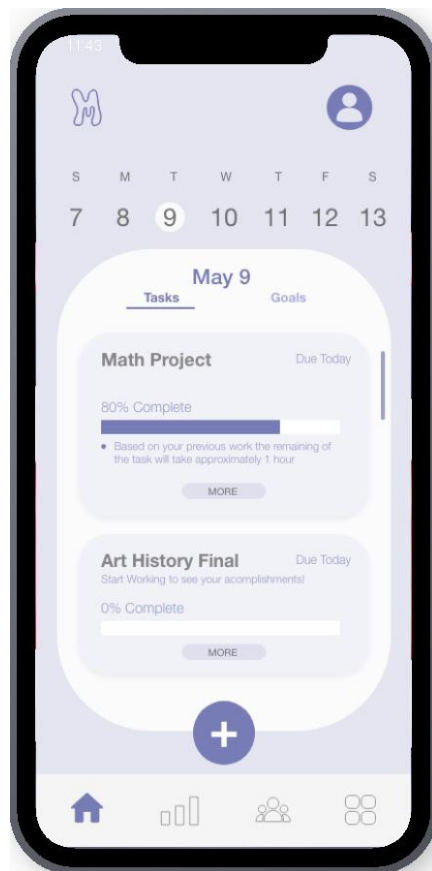 11:43
S M T W T F S
7 8 9 10 11 12 13
May 9
Tasks Goals
Math Project Due Today
80% Complete
• Based on your previous work the remaining of
the task will take approximately 1 hour
MORE
Art History Final Due Today
Start Working to see your acomplishments!
0% Complete
MORE
+